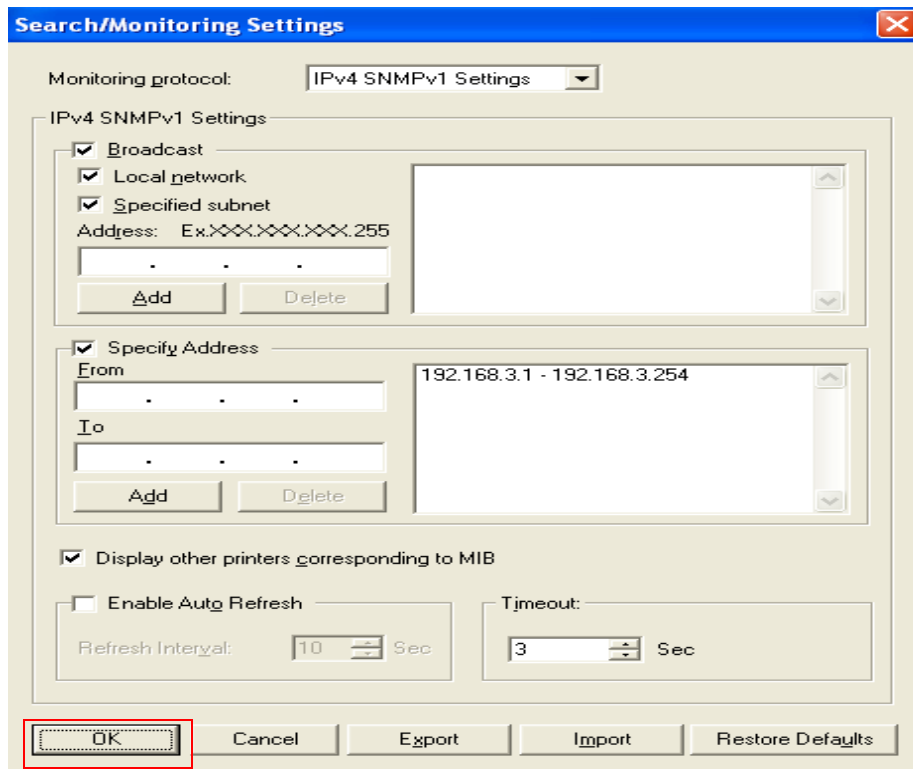 Search/Monitoring Settings
Monitoring protocol: IPv4 SNMPv1 Settings
IPv4 SNMPv1 Settings
Broadcast
Local network
Specified subnet
Address: Ex.XXX.XXX.XXX.255
. . .
Add Delete
Specify Address
From
192.168.3.1 - 192.168.3.254
. . .
To
. . .
Add Delete
Display other printers corresponding to MIB
Enable Auto Refresh
Refresh Interval: 10 Sec
Timeout:
3 Sec
OK Cancel Export Import Restore Defaults